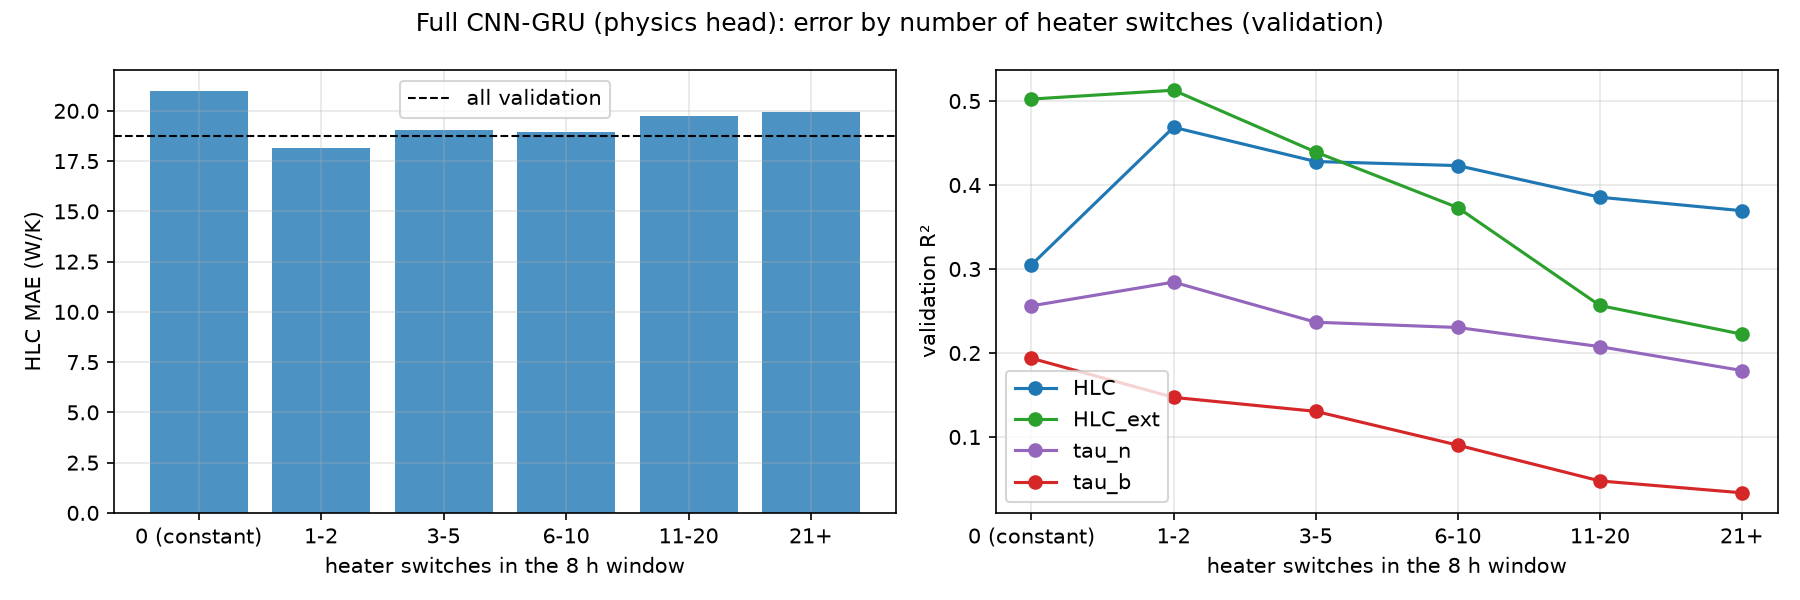 Full CNN-GRU (physics head): error by number of heater switches (validation)
HLC MAE (W/K)
20.0
17.5
15.0
12.5
10.0
7.5
5.0
2.5
0.0
all validation
0 (constant)
1-2
3-5
6-10
11-20
21+
heater switches in the 8 h window
validation R²
0.5
0.4
0.3
0.2
0.1
HLC
HLC_ext
tau_n
tau_b
0 (constant)
1-2
3-5
6-10
11-20
21+
heater switches in the 8 h window